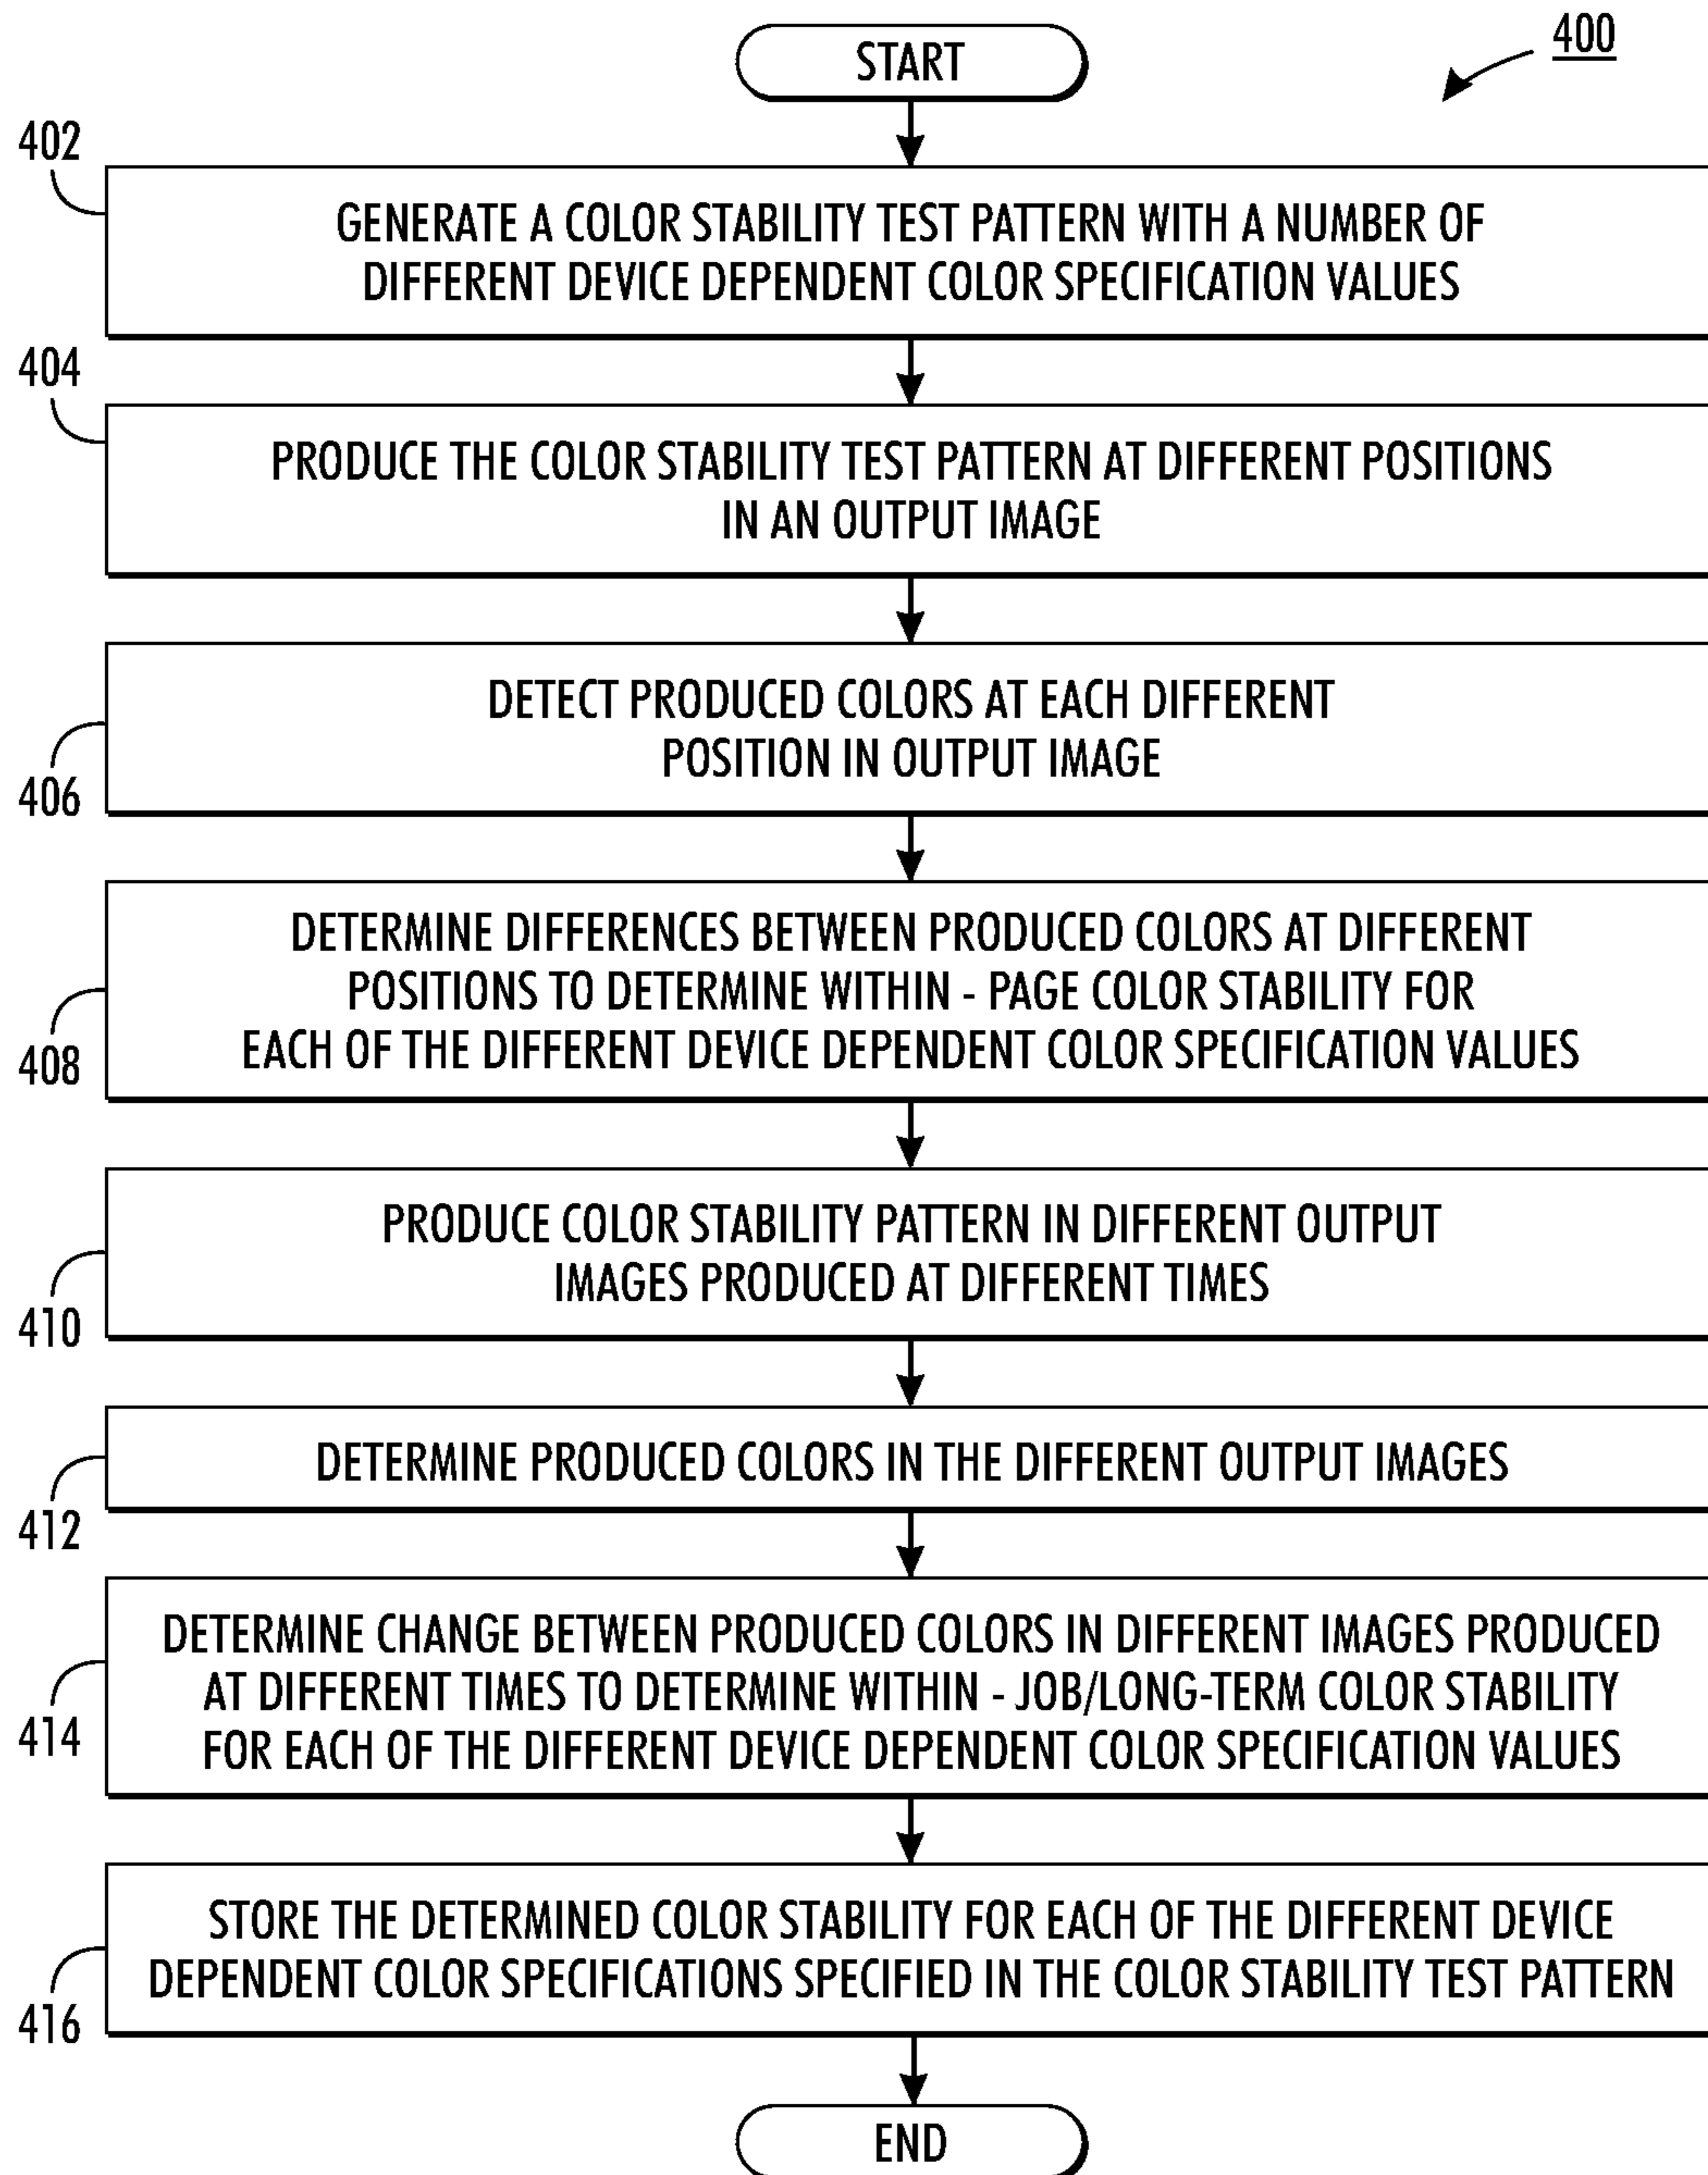 START
400
402
GENERATE A COLOR STABILITY TEST PATTERN WITH A NUMBER OF
DIFFERENT DEVICE DEPENDENT COLOR SPECIFICATION VALUES
404
PRODUCE THE COLOR STABILITY TEST PATTERN AT DIFFERENT POSITIONS
IN AN OUTPUT IMAGE
DETECT PRODUCED COLORS AT EACH DIFFERENT
POSITION IN OUTPUT IMAGE
406
DETERMINE DIFFERENCES BETWEEN PRODUCED COLORS AT DIFFERENT
POSITIONS TO DETERMINE WITHIN - PAGE COLOR STABILITY FOR
EACH OF THE DIFFERENT DEVICE DEPENDENT COLOR SPECIFICATION VALUES
408
PRODUCE COLOR STABILITY PATTERN IN DIFFERENT OUTPUT
IMAGES PRODUCED AT DIFFERENT TIMES
410
DETERMINE PRODUCED COLORS IN THE DIFFERENT OUTPUT IMAGES
412
DETERMINE CHANGE BETWEEN PRODUCED COLORS IN DIFFERENT IMAGES PRODUCED
AT DIFFERENT TIMES TO DETERMINE WITHIN - JOB/LONG-TERM COLOR STABILITY
FOR EACH OF THE DIFFERENT DEVICE DEPENDENT COLOR SPECIFICATION VALUES
414
STORE THE DETERMINED COLOR STABILITY FOR EACH OF THE DIFFERENT DEVICE
DEPENDENT COLOR SPECIFICATIONS SPECIFIED IN THE COLOR STABILITY TEST PATTERN
416
END